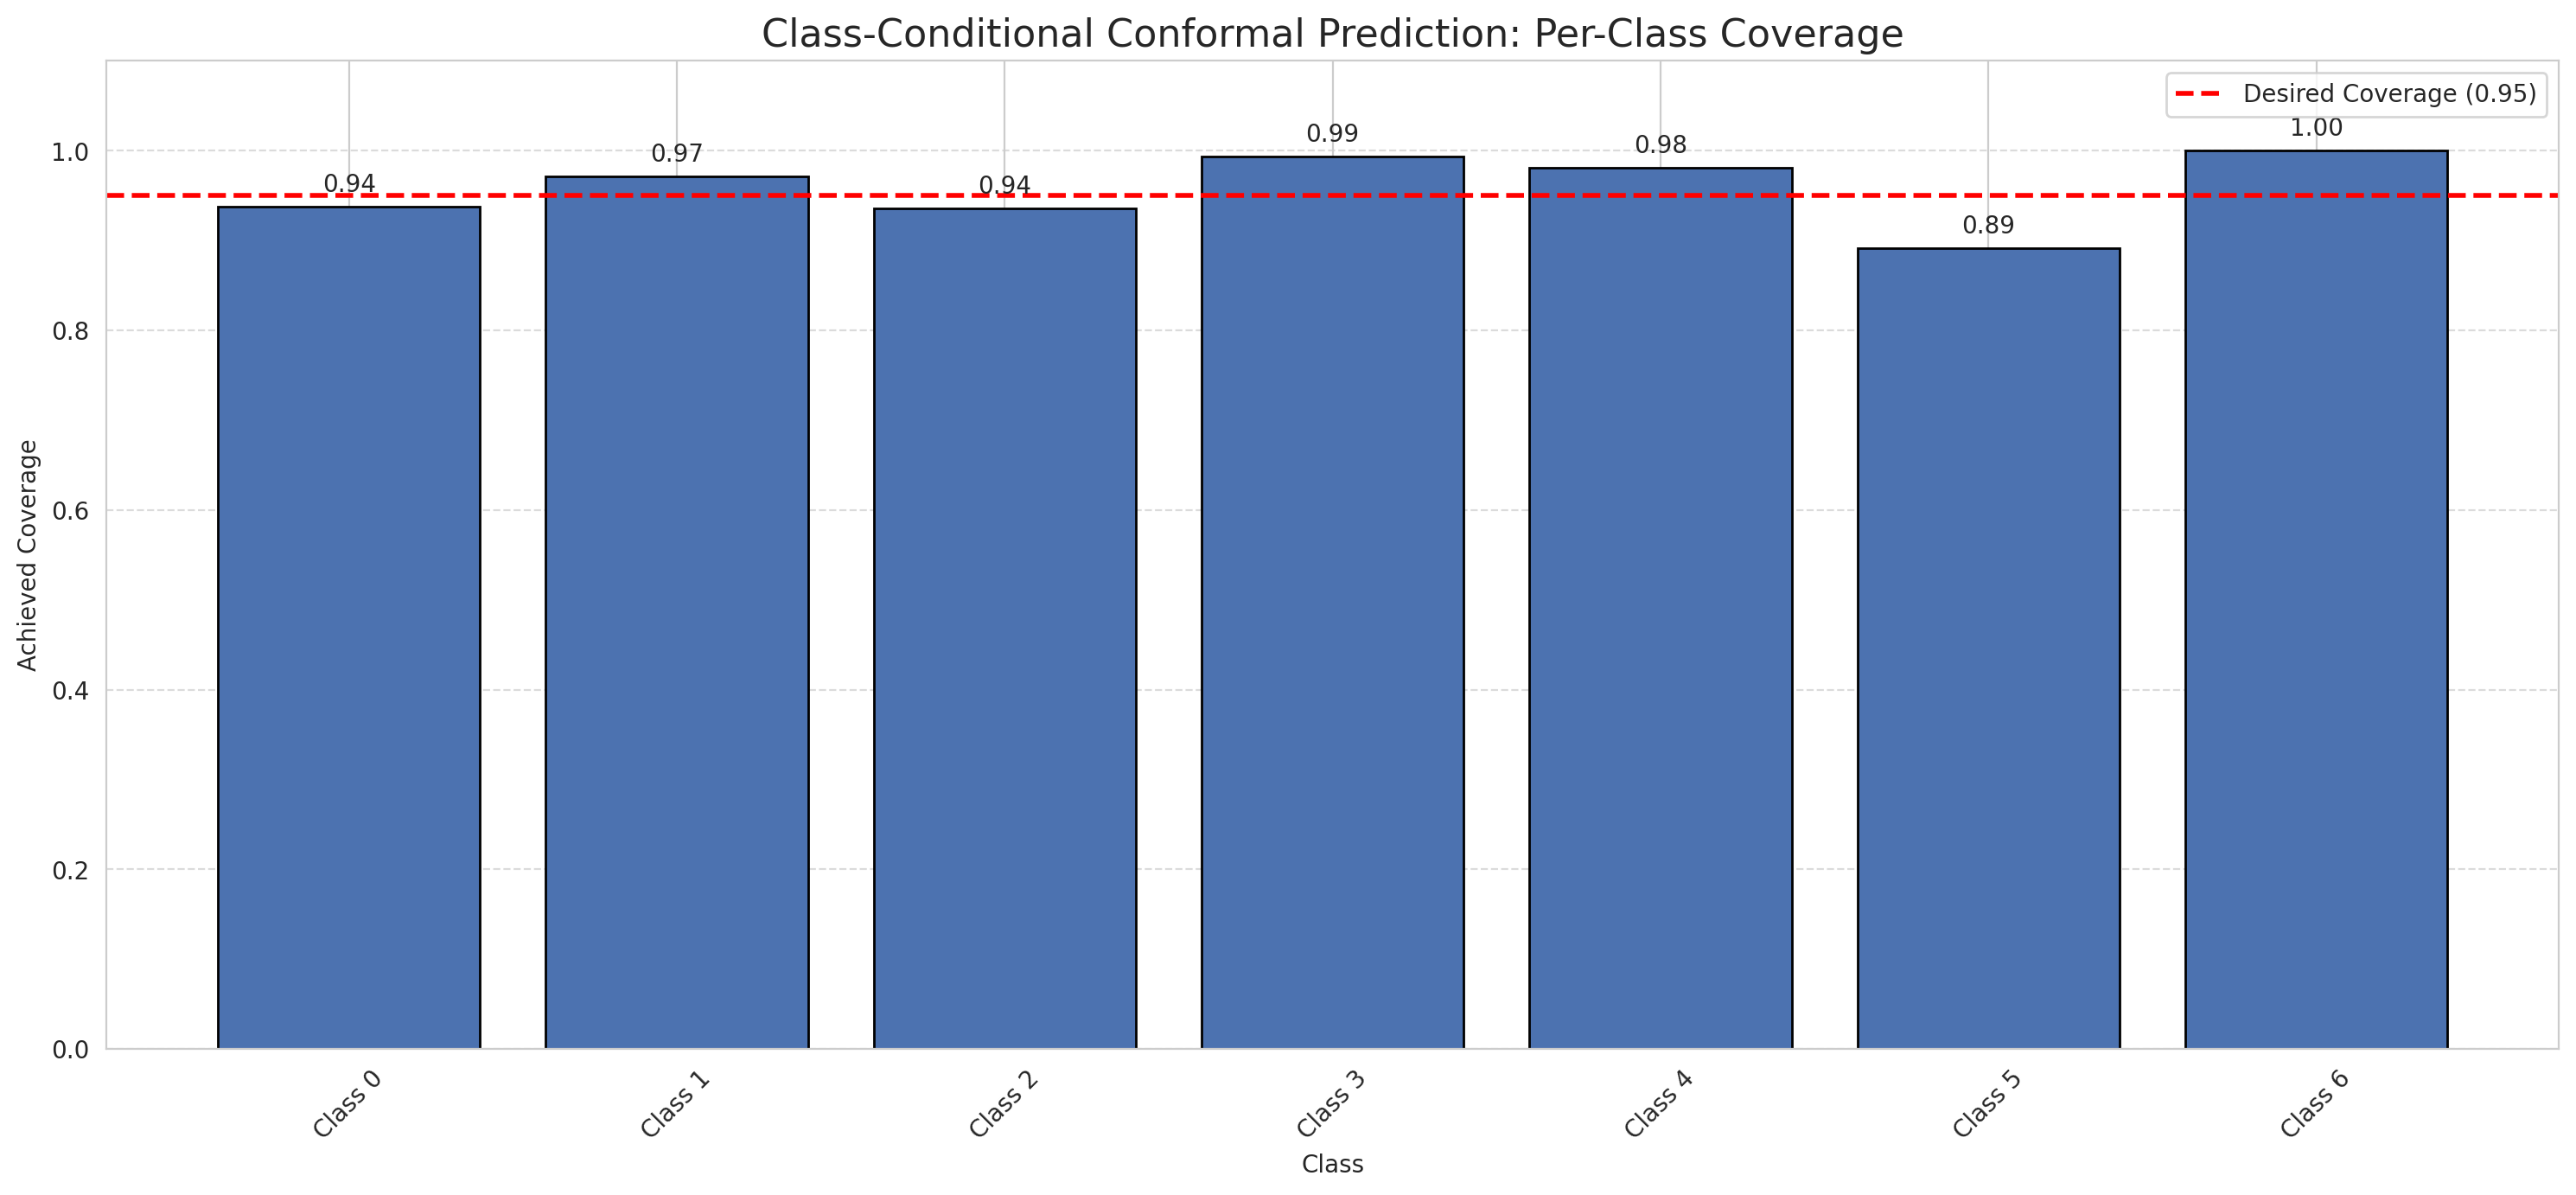 Class-Conditional Conformal Prediction: Per-Class Coverage
Desired Coverage (0.95)
0.94
0.97
0.94
0.99
0.98
0.89
1.00
Achieved Coverage
1.0
0.8
0.6
0.4
0.2
0.0
Class 0
Class 1
Class 2
Class 3
Class 4
Class 5
Class 6
Class